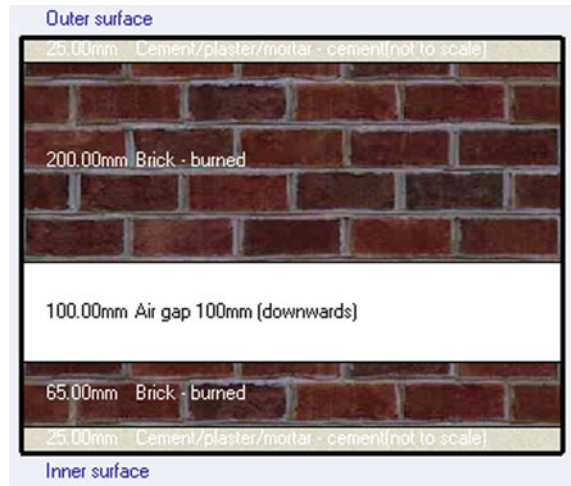 Outer surface
25.00mm Cement/plaster/mortar - cement(not to scale)
200.00mm Brick - burned
100.00mm Air gap 100mm (downwards)
65.00mm Brick - burned
25.00mm Cement/plaster/mortar - cement(not to scale)
Inner surface